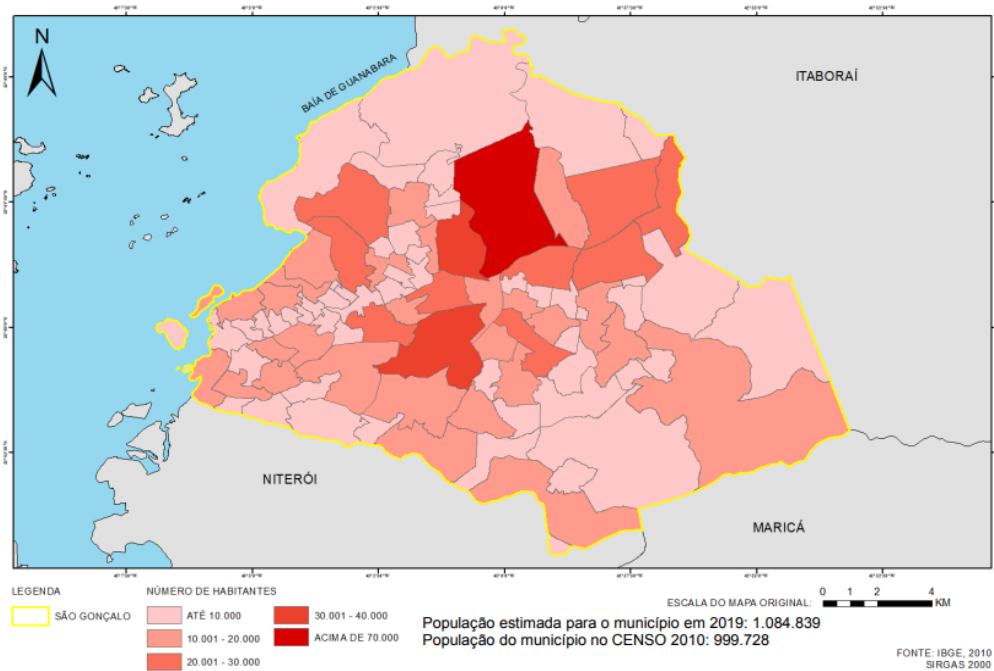 N
ITABORAÍ
BAÍA DE GUANABARA
NITERÓI
MARICÁ
LEGENDA
SÃO GONÇALO
NÚMERO DE HABITANTES
ATÉ 10.000
10.001 - 20.000
20.001 - 30.000
30.001 - 40.000
ACIMA DE 70.000
ESCALA DO MAPA ORIGINAL:
0 1 2 4
KM
População estimada para o município em 2019: 1.084.839
População do município no CENSO 2010: 999.728
FONTE: IBGE, 2010
SIRGAS 2000.